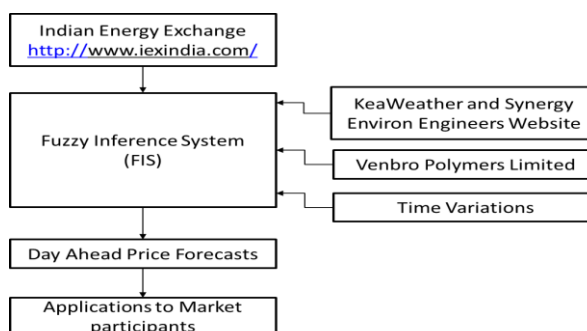 Indian Energy Exchange
http://www.iexindia.com/
KeaWeather and Synergy
Environ Engineers Website
Fuzzy Inference System
(FIS)
Venbro Polymers Limited
Time Variations
Day Ahead Price Forecasts
Applications to Market
participants